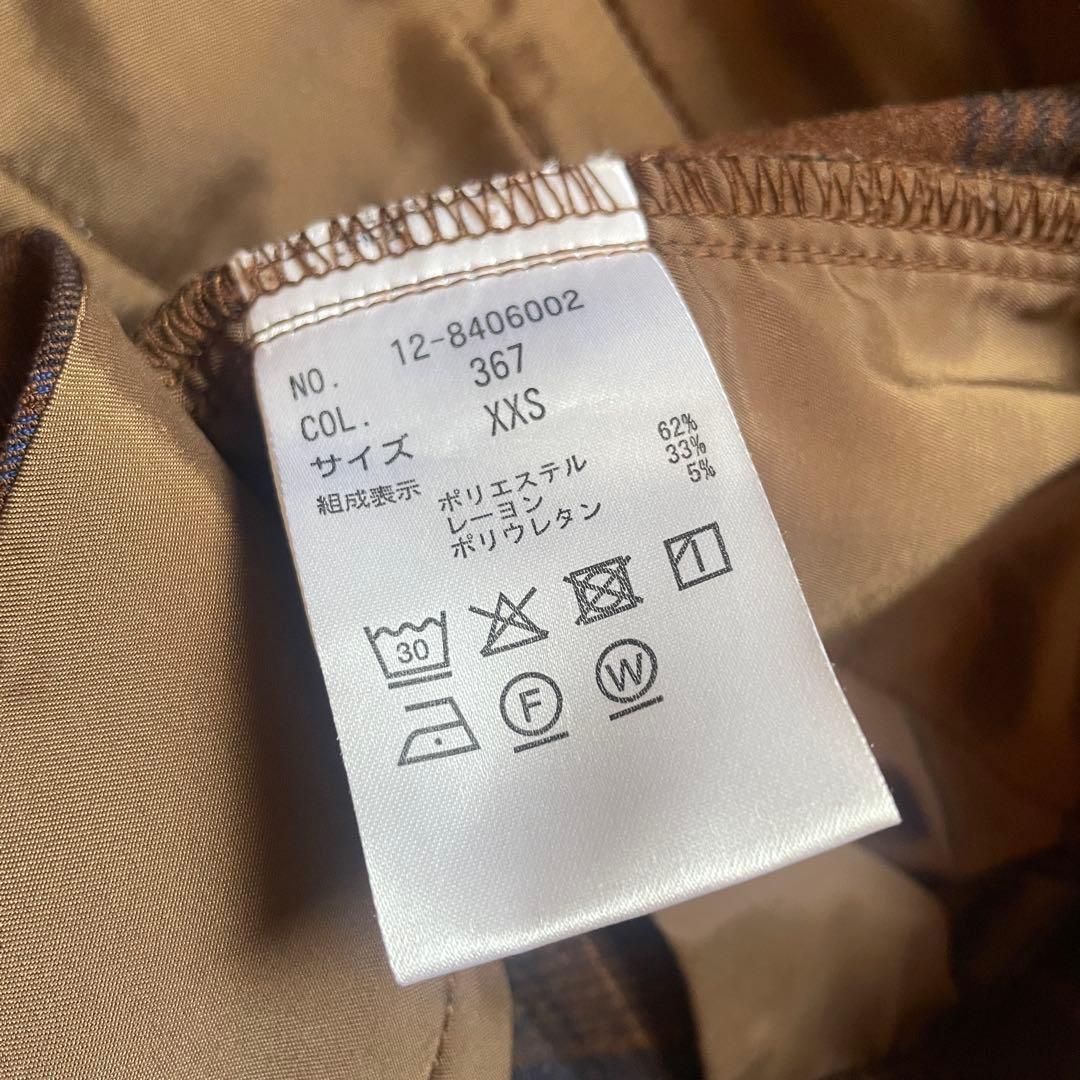 NO. 12-8406002
COL. 367
サイズ XXS
組成表示 ポリエステル 62%
レーヨン 33%
ポリウレタン 5%
30
F
W